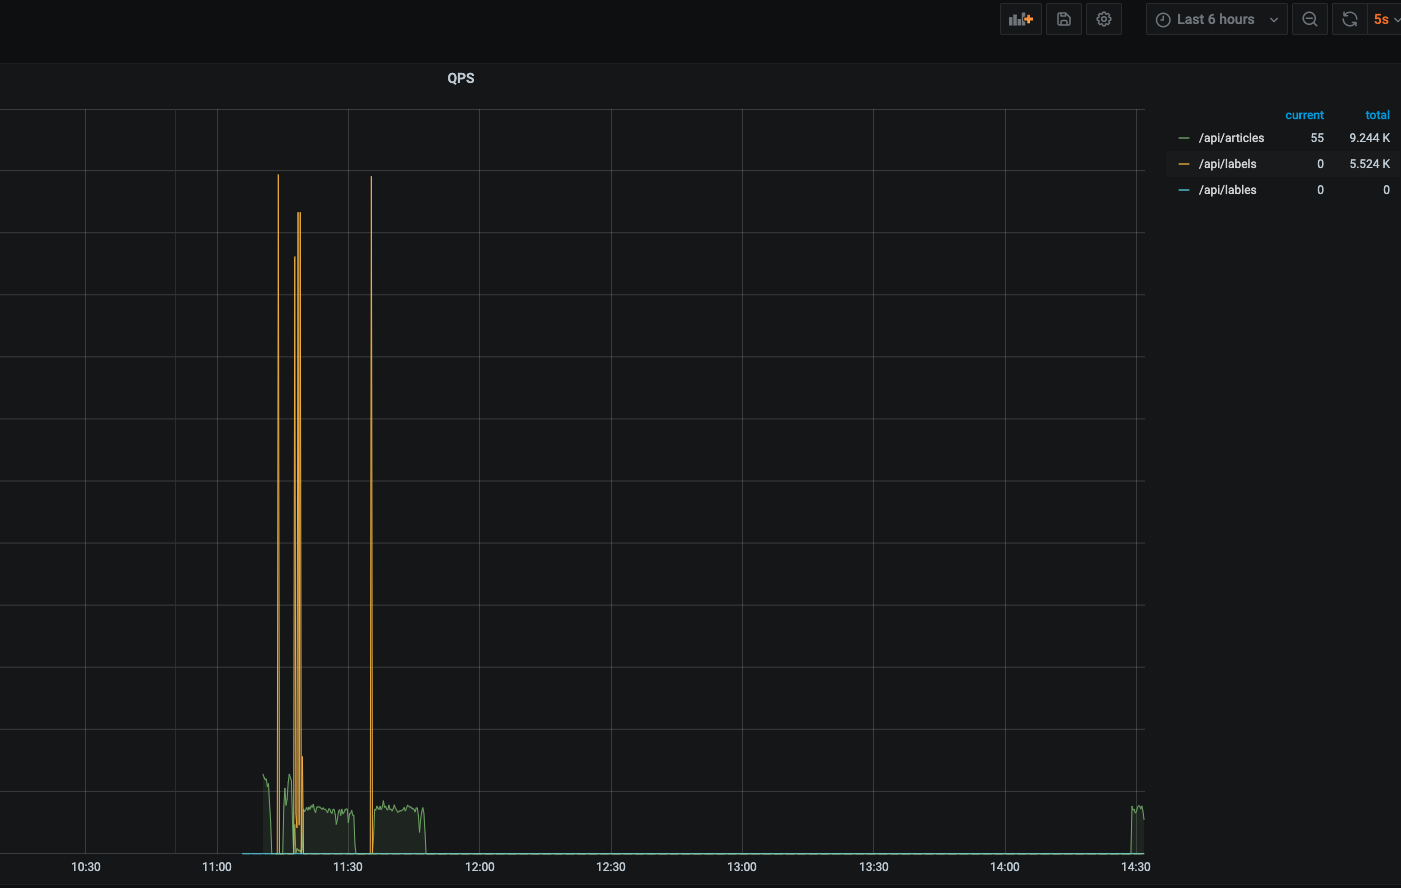 Last 6 hours
5s
QPS
current total
/api/articles 55 9.244 K
/api/labels 0 5.524 K
/api/lables 0 0
10:30 11:00 11:30 12:00 12:30 13:00 13:30 14:00 14:30